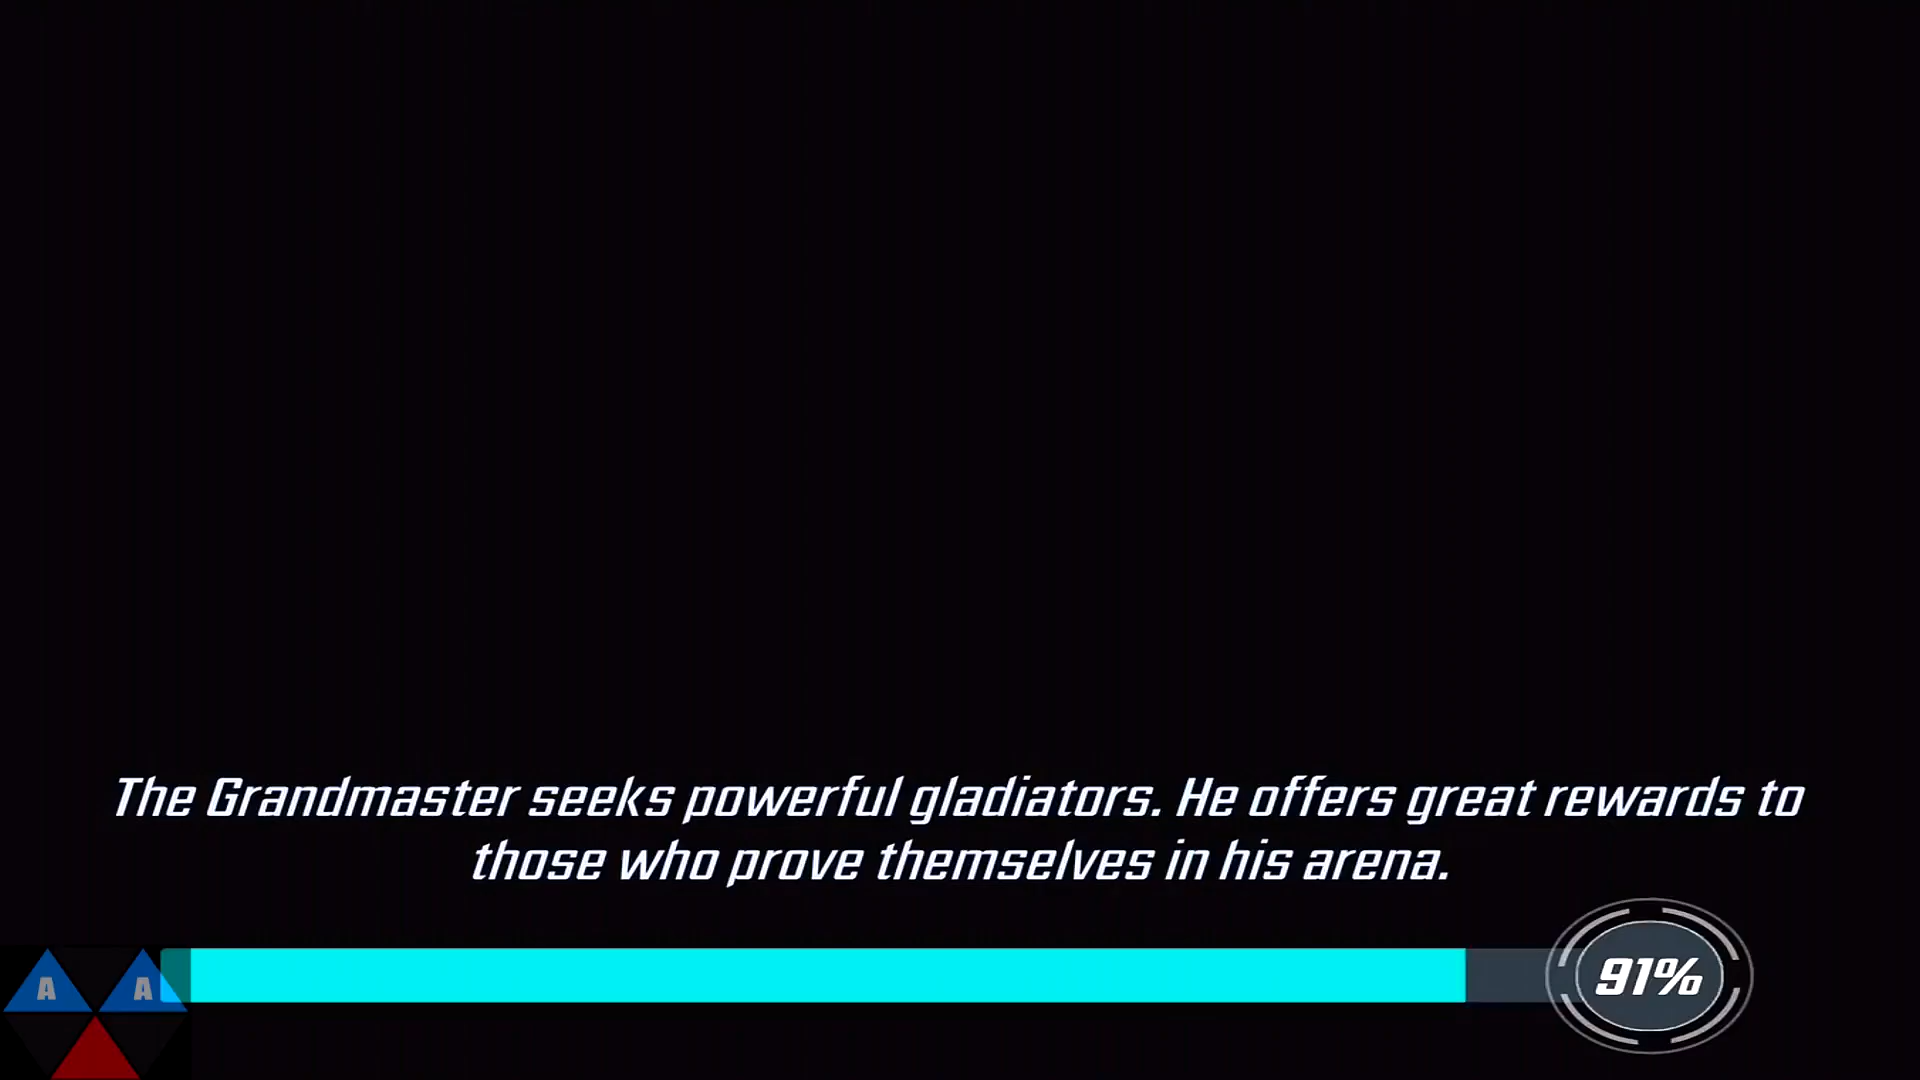 The Grandmaster seeks powerful gladiators. He offers great rewards to
those who prove themselves in his arena.
91%
A A